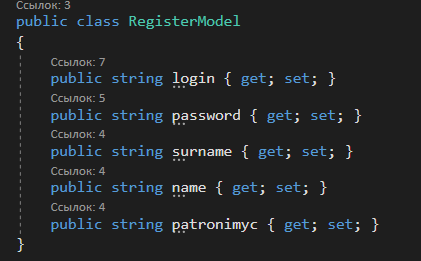 Ссылок: 3
public class RegisterModel
{
Ссылок: 7
public string login { get; set; }
Ссылок: 5
public string password { get; set; }
Ссылок: 4
public string surname { get; set; }
Ссылок: 4
public string name { get; set; }
Ссылок: 4
public string patronimyc { get; set; }
}